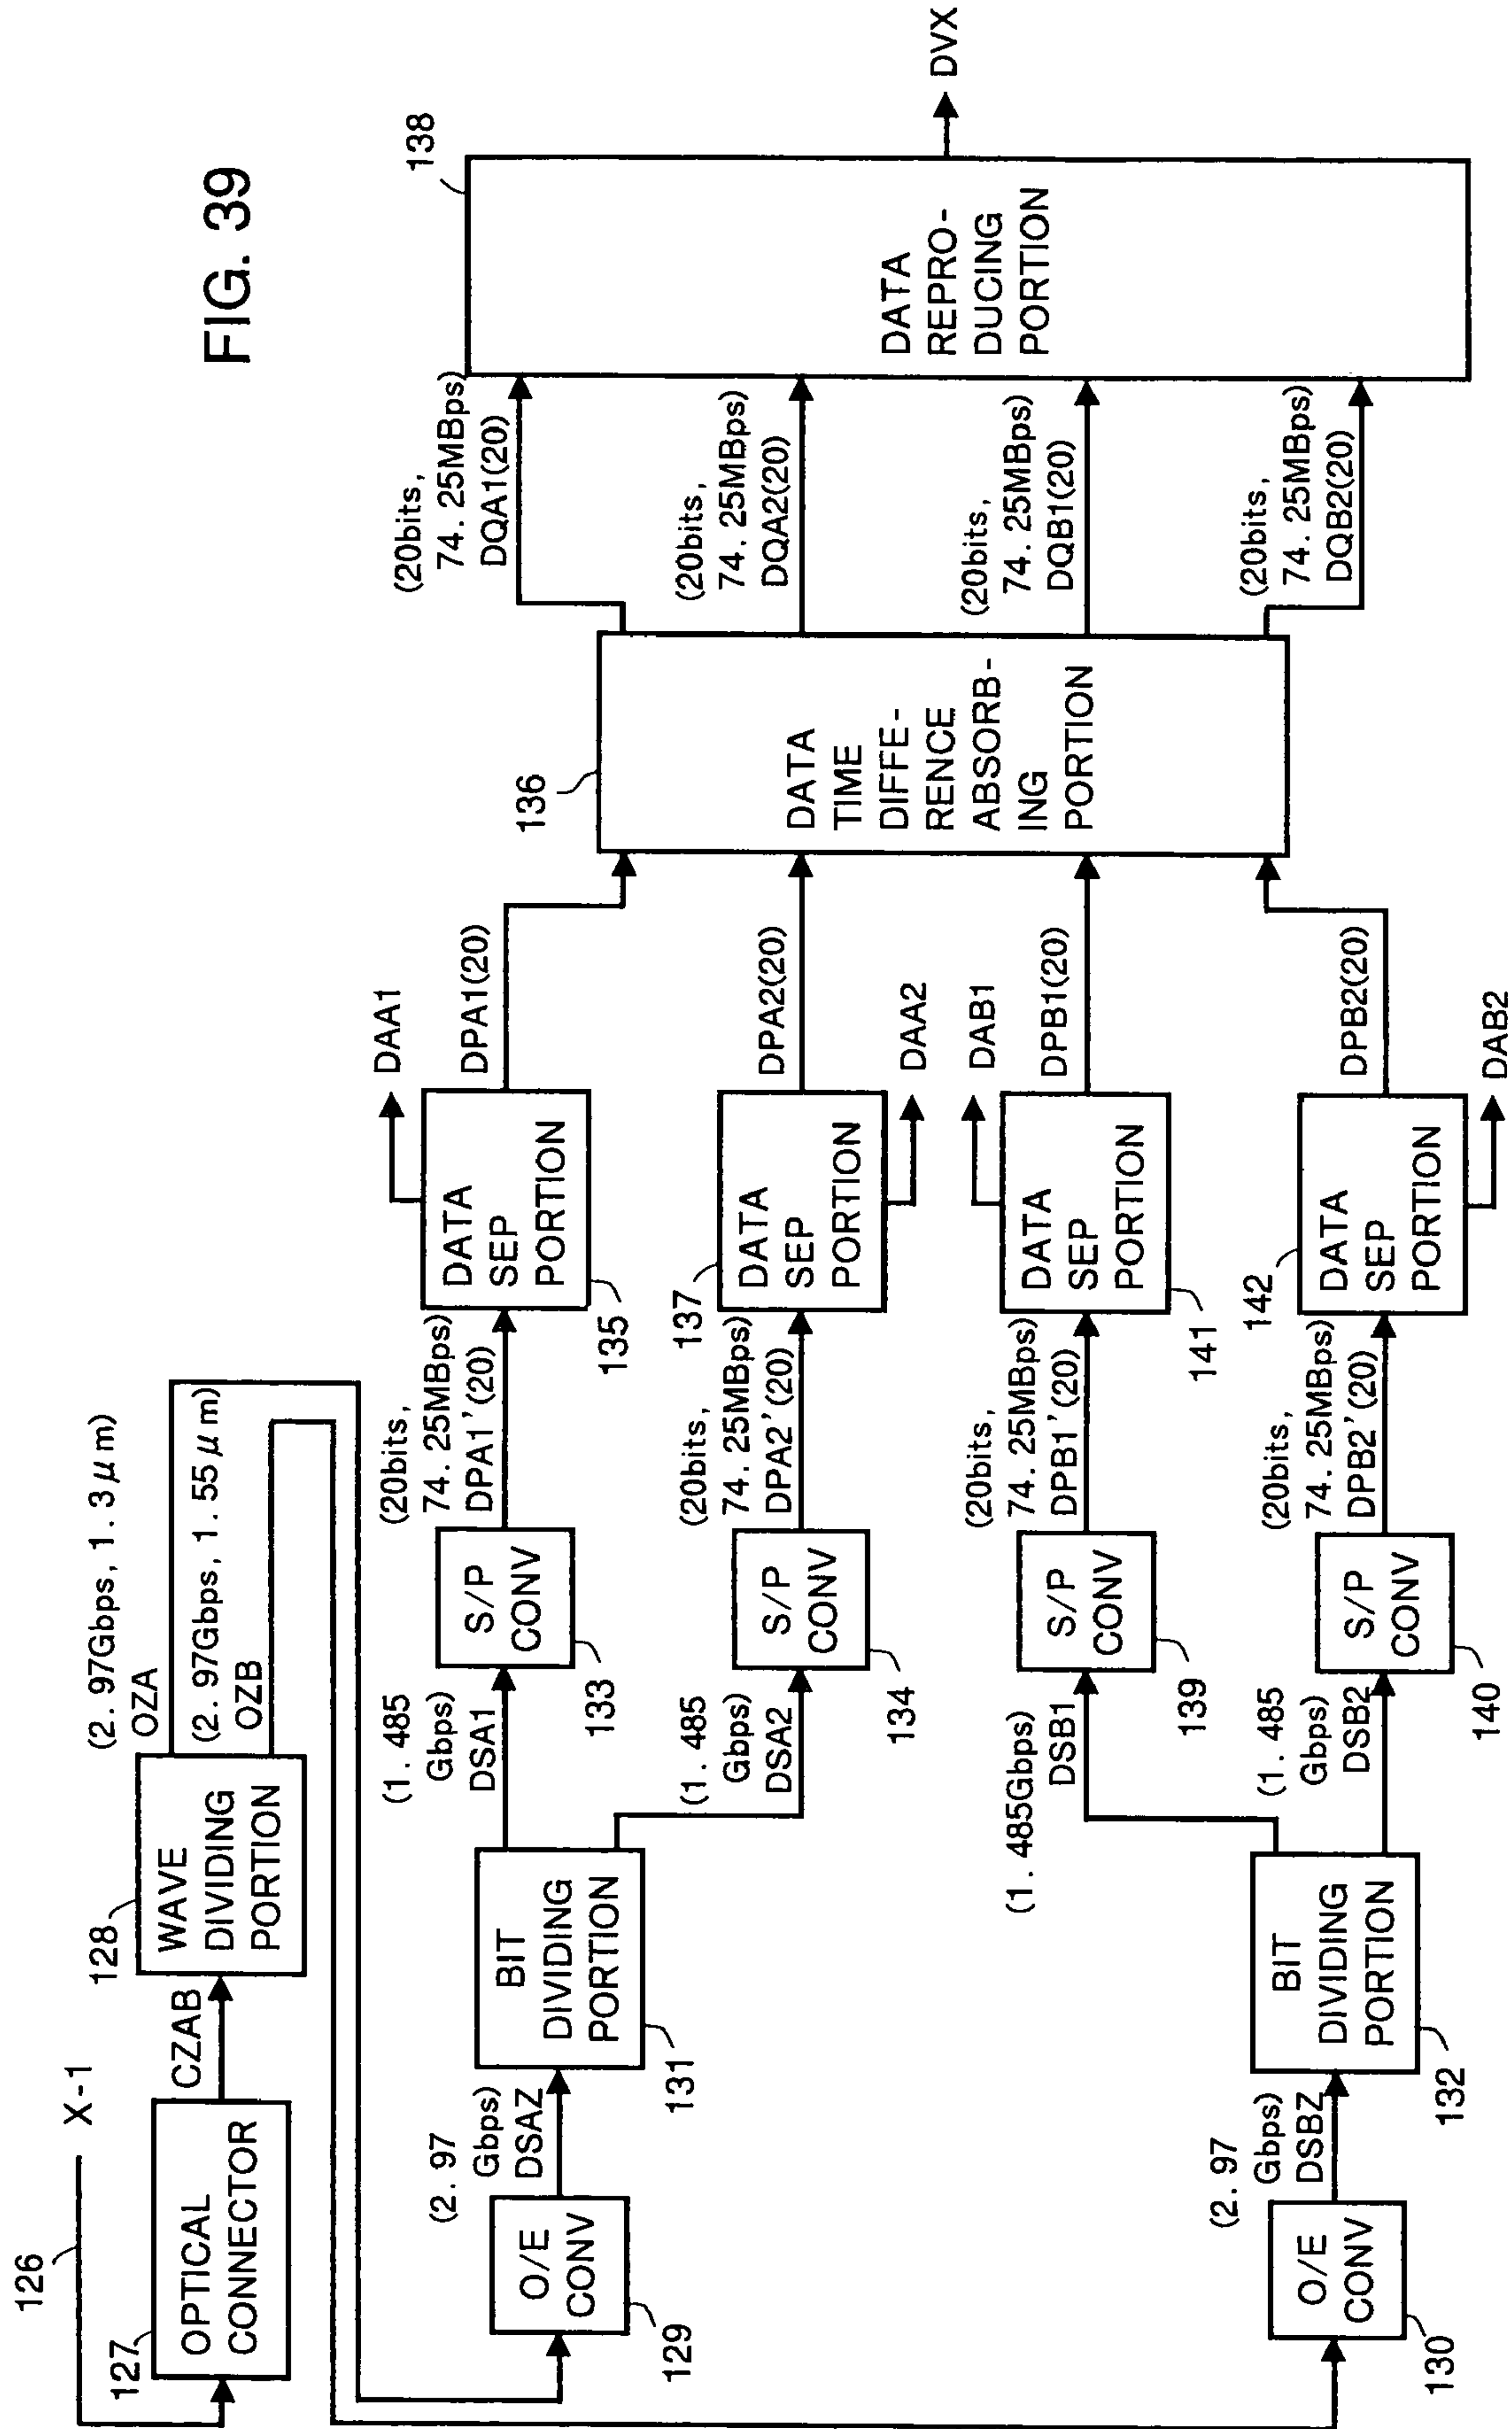 FIG. 39
126
X-1
127
OPTICAL
CONNECTOR
CZAB
128
WAVE
DIVIDING
PORTION
(2. 97Gbps, 1. 3μm)
OZA
(2. 97Gbps, 1. 55μm)
OZB
O/E
CONV
129
(2. 97
Gbps)
DSAZ
BIT
DIVIDING
PORTION
131
(1. 485
Gbps)
DSA1
S/P
CONV
133
(20bits,
74. 25MBps)
DPA1'(20)
DATA
SEP
PORTION
135
DAA1
DPA1(20)
(1. 485
Gbps)
DSA2
S/P
CONV
134
(20bits,
74. 25MBps)
DPA2'(20)
137
DATA
SEP
PORTION
DAA2
DPA2(20)
O/E
CONV
130
(2. 97
Gbps)
DSBZ
BIT
DIVIDING
PORTION
132
(1. 485Gbps)
DSB1
S/P
CONV
139
(20bits,
74. 25MBps)
DPB1'(20)
DATA
SEP
PORTION
141
DAB1
DPB1(20)
(1. 485
Gbps)
DSB2
S/P
CONV
140
(20bits,
74. 25MBps)
DPB2'(20)
142
DATA
SEP
PORTION
DAB2
DPB2(20)
136
DATA
TIME
DIFFE-
RENCE
ABSORB-
ING
PORTION
(20bits,
74. 25MBps)
DQA1(20)
(20bits,
74. 25MBps)
DQA2(20)
(20bits,
74. 25MBps)
DQB1(20)
(20bits,
74. 25MBps)
DQB2(20)
138
DATA
REPRO-
DUCING
PORTION
DVX